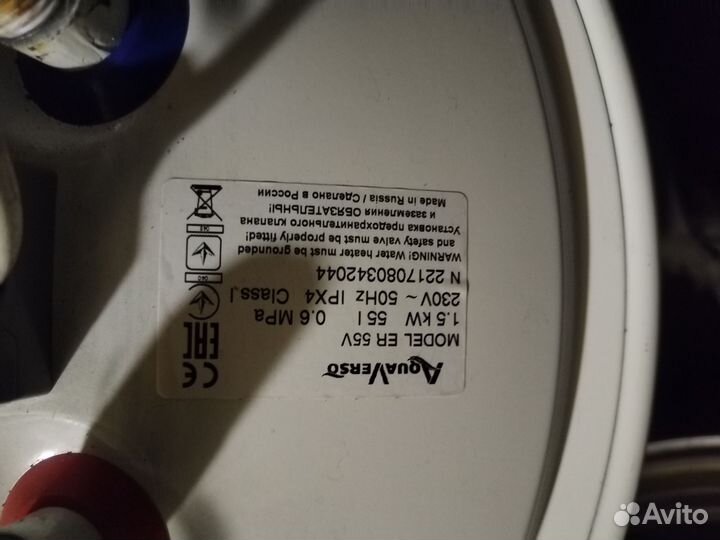 AQUAVERSO
MODEL ER 55V
1.5 kW 55 l 0.6 MPa
230V ~ 50Hz IPX4 Class I
N 2217080342044
WARNING! Water heater must be grounded
and safety valve must be properly fitted!
Установка предохранительного клапана
и заземления ОБЯЗАТЕЛЬНЫ!
Made in Russia / Сделано в России
CE
EAC
Avito